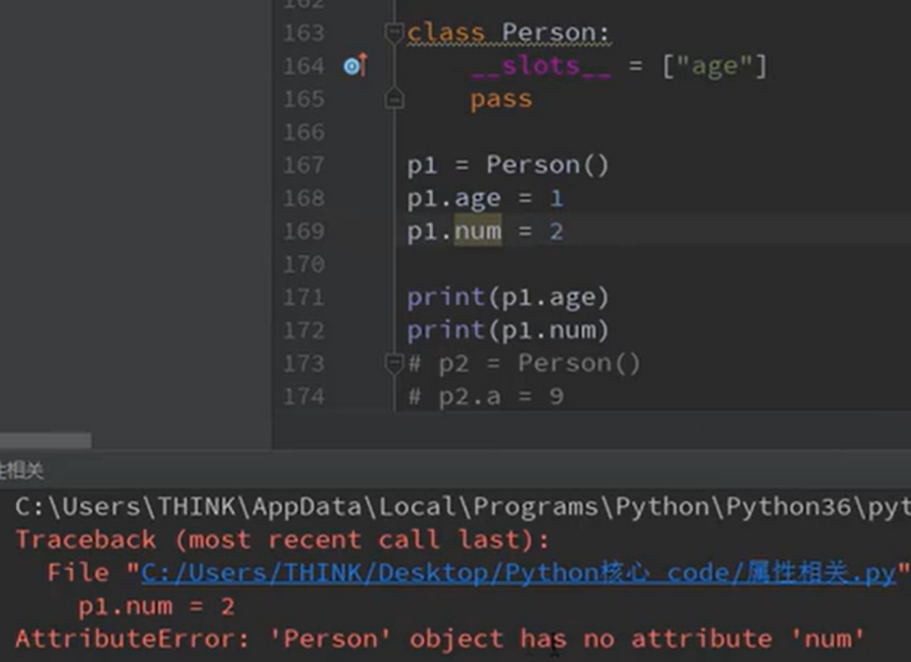 162
163 class Person:
164 __slots__ = ["age"]
165 pass
166
167 p1 = Person()
168 p1.age = 1
169 p1.num = 2
170
171 print(p1.age)
172 print(p1.num)
173 # p2 = Person()
174 # p2.a = 9
性相关
C:\Users\THINK\AppData\Local\Programs\Python\Python36\pyt
Traceback (most recent call last):
File "C:/Users/THINK/Desktop/Python核心 code/属性相关.py"
p1.num = 2
AttributeError: 'Person' object has no attribute 'num'